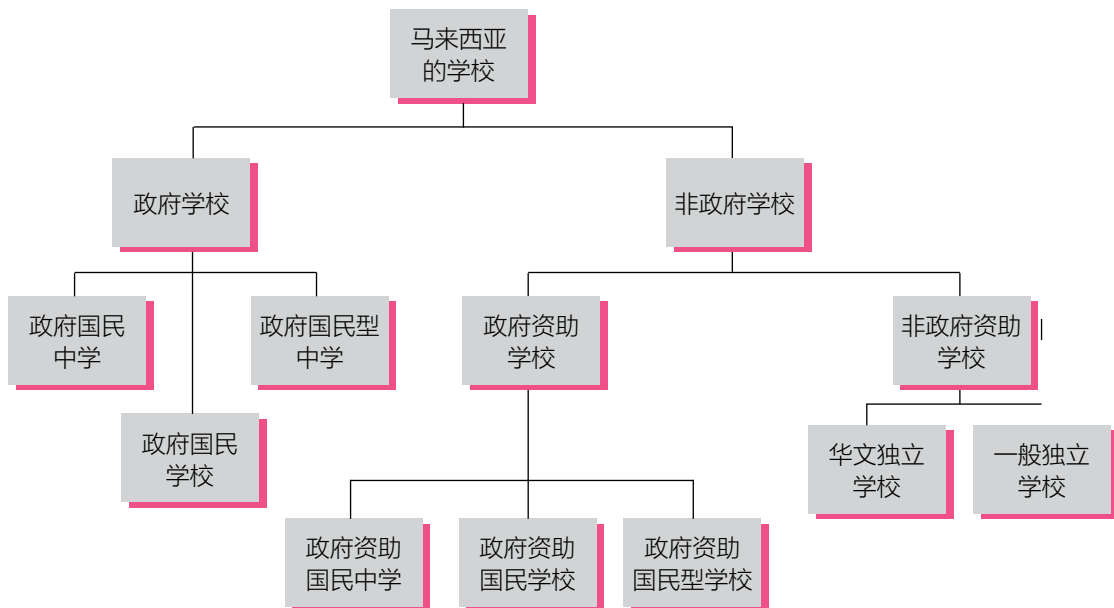 马来西亚
的学校
政府学校
非政府学校
政府国民
中学
政府国民型
中学
政府资助
学校
非政府资助
学校
政府国民
学校
华文独立
学校
一般独立
学校
政府资助
国民中学
政府资助
国民学校
政府资助
国民型学校